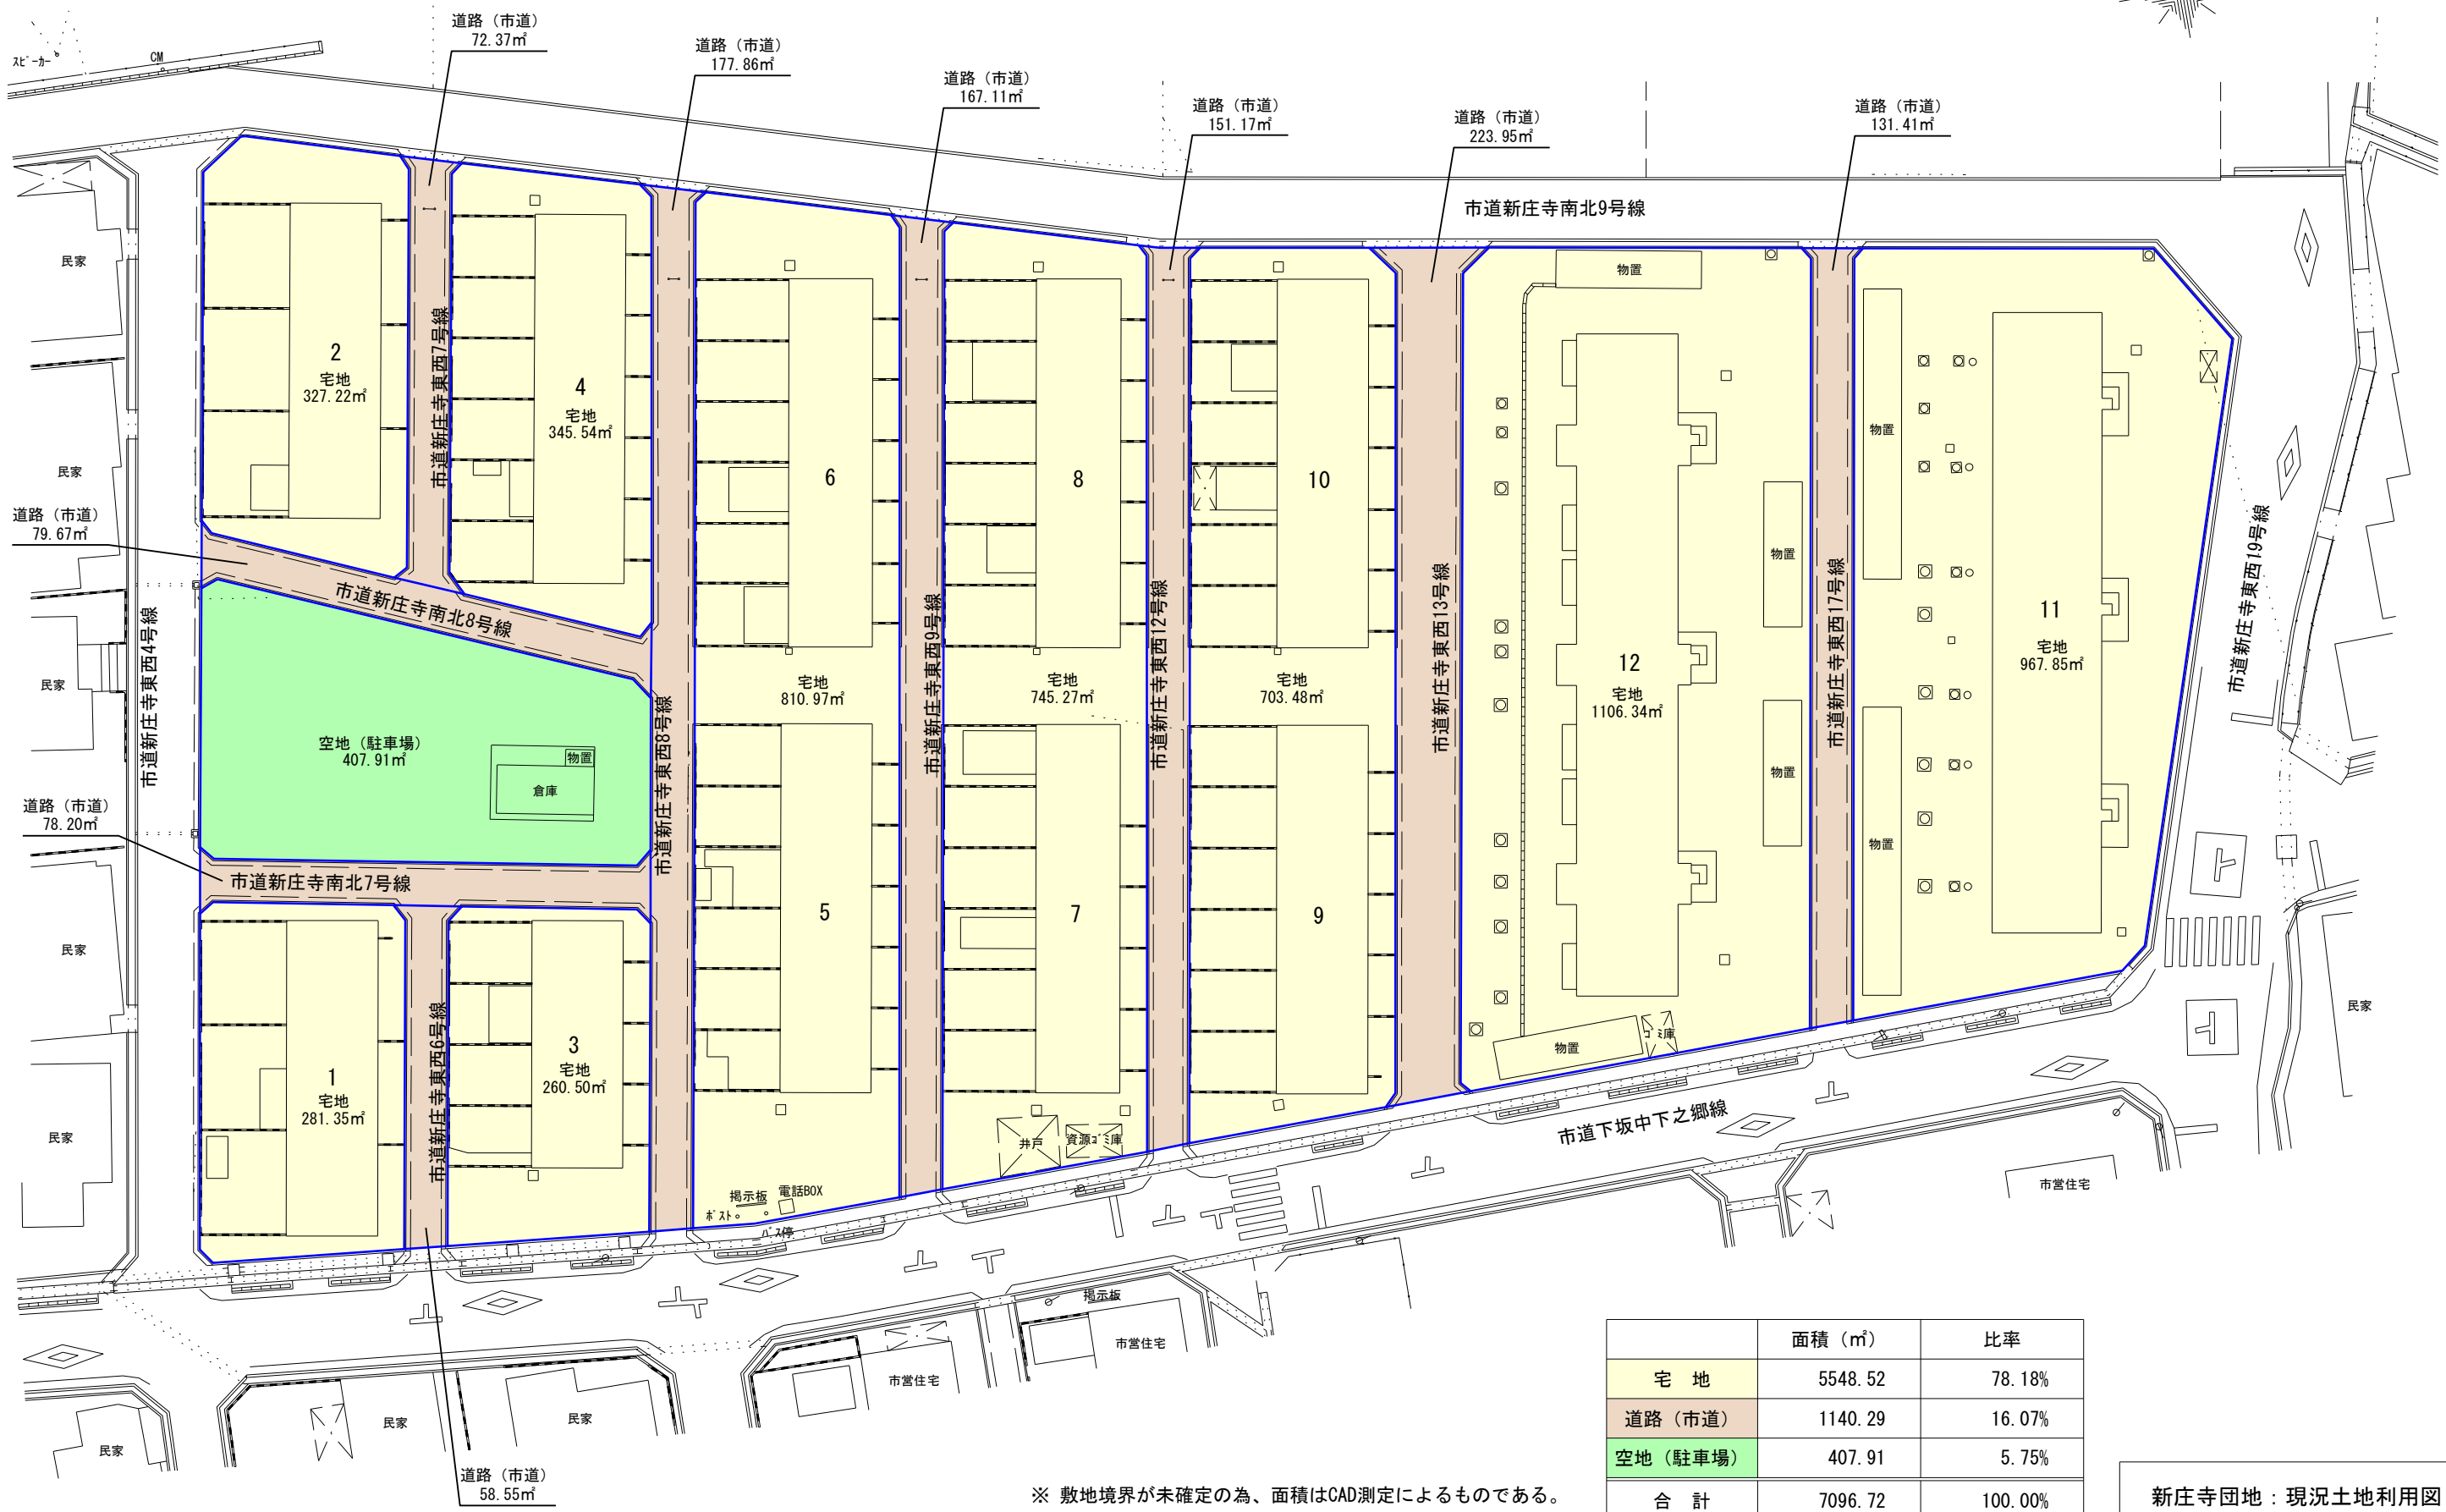 道路（市道）
72.37㎡
道路（市道）
177.86㎡
道路（市道）
167.11㎡
道路（市道）
151.17㎡
道路（市道）
223.95㎡
道路（市道）
131.41㎡
ｽﾋﾟｰｶｰ
CM
市道新庄寺南北9号線
民家
民家
民家
民家
民家
2
宅地
327.22㎡
市道新庄寺東西7号線
4
宅地
345.54㎡
6
8
10
物置
物置
道路（市道）
79.67㎡
市道新庄寺南北8号線
市道新庄寺東西4号線
空地（駐車場）
407.91㎡
物置
倉庫
市道新庄寺東西8号線
宅地
810.97㎡
市道新庄寺東西9号線
宅地
745.27㎡
市道新庄寺東西12号線
宅地
703.48㎡
市道新庄寺東西13号線
12
宅地
1106.34㎡
物置
物置
市道新庄寺東西17号線
11
宅地
967.85㎡
市道新庄寺東西19号線
道路（市道）
78.20㎡
市道新庄寺南北7号線
物置
5
7
9
1
宅地
281.35㎡
市道新庄寺東西6号線
3
宅地
260.50㎡
物置
ｺﾞﾐ庫
民家
井戸
資源ｺﾞﾐ庫
掲示板
電話BOX
ﾎﾟｽﾄ
ﾊﾞｽ停
市道下坂中下之郷線
市営住宅
掲示板
市営住宅
市営住宅
民家
民家
民家
道路（市道）
58.55㎡
面積（㎡） 比率
宅 地 5548.52 78.18%
道路（市道） 1140.29 16.07%
空地（駐車場） 407.91 5.75%
合 計 7096.72 100.00%
※ 敷地境界が未確定の為、面積はCAD測定によるものである。
新庄寺団地：現況土地利用図